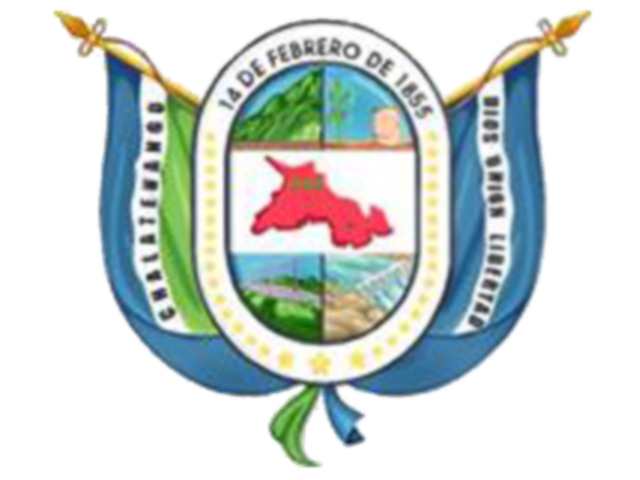 14 DE FEBRERO DE 1855
CHALATENANGO
DIOS UNION LIBERTAD